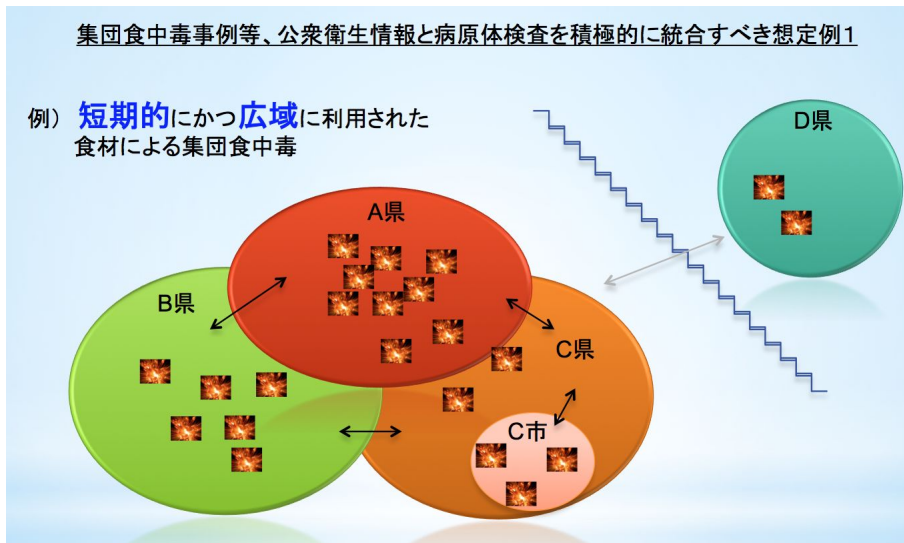 集団食中毒事例等、公衆衛生情報と病原体検査を積極的に統合すべき想定例１
例） 短期的にかつ広域に利用された
食材による集団食中毒
D県
A県
B県
C県
C市